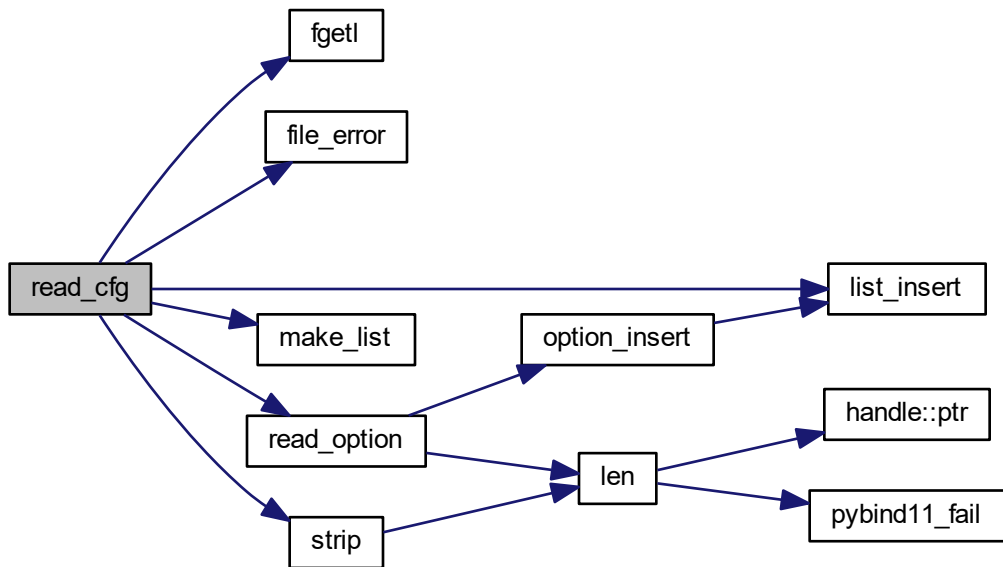 fgetl
file_error
read_cfg
list_insert
make_list
option_insert
read_option
handle::ptr
len
pybind11_fail
strip